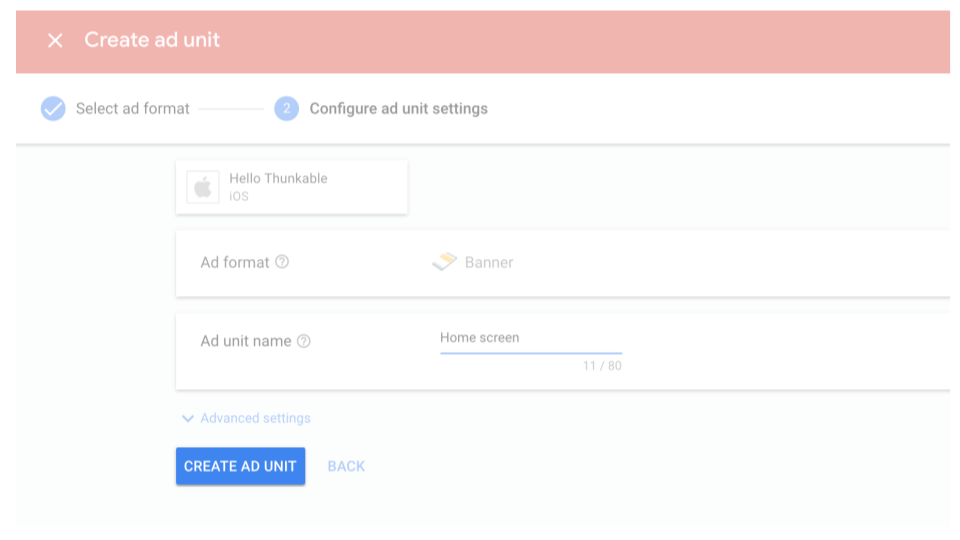 Create ad unit
Select ad format 2 Configure ad unit settings
Hello Thunkable
iOS
Ad format ? Banner
Ad unit name ? Home screen
11 / 80
Advanced settings
CREATE AD UNIT BACK